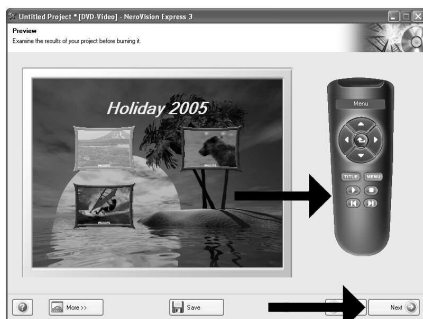 Untitled Project * [DVD-Video] - NeroVision Express 3
Preview
Examine the results of your project before burning it.
Holiday 2005
Menu
TITLE MENU
More >>
Save
Next